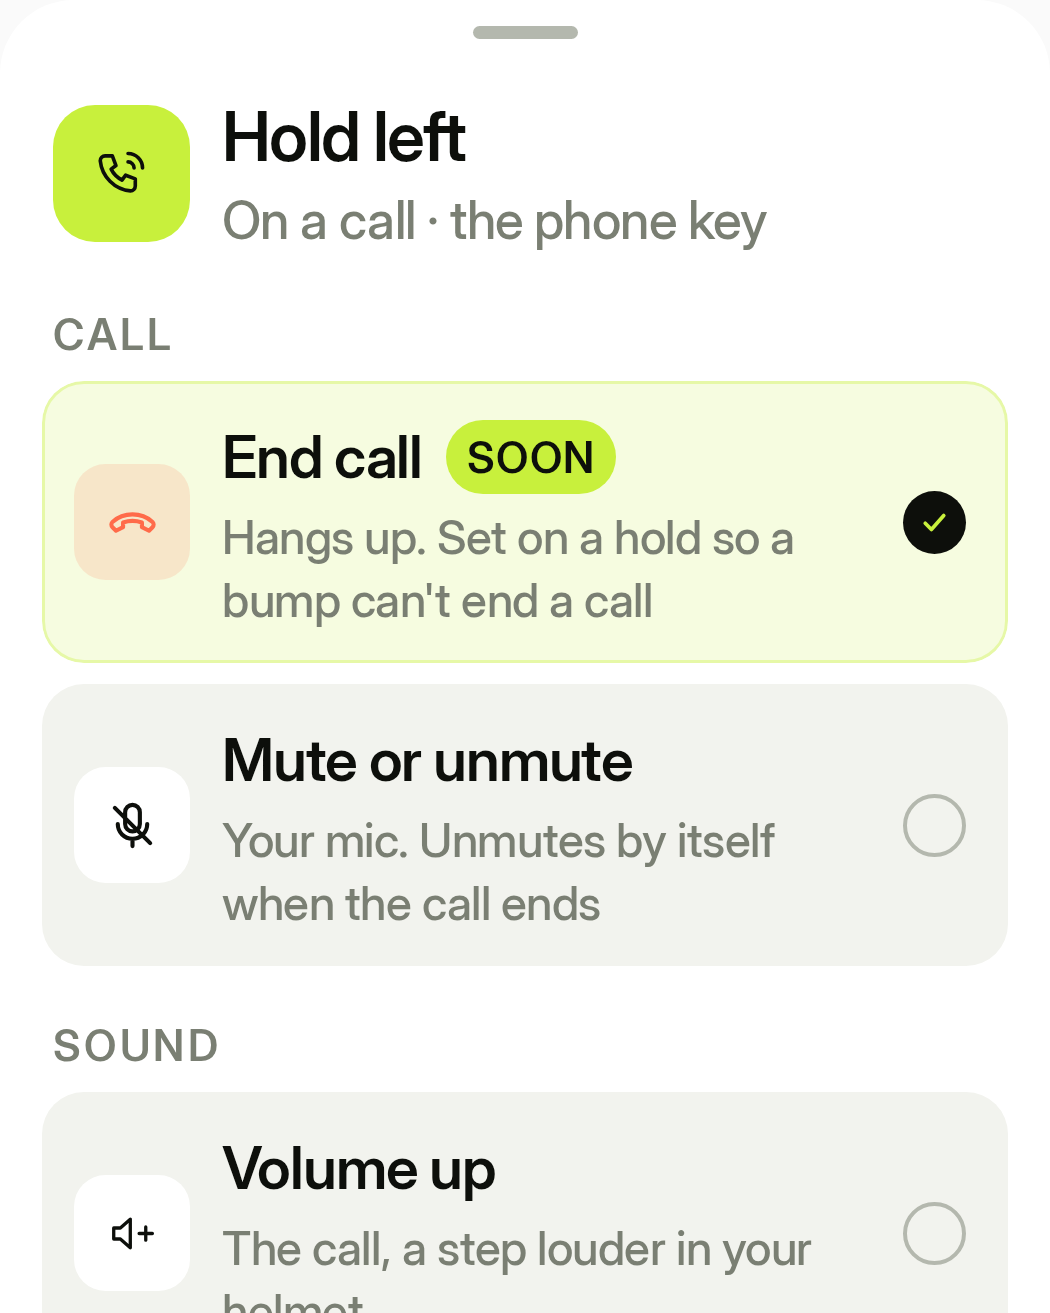 Hold left
On a call · the phone key
CALL
End call SOON
Hangs up. Set on a hold so a
bump can't end a call
Mute or unmute
Your mic. Unmutes by itself
when the call ends
SOUND
Volume up
The call, a step louder in your
helmet